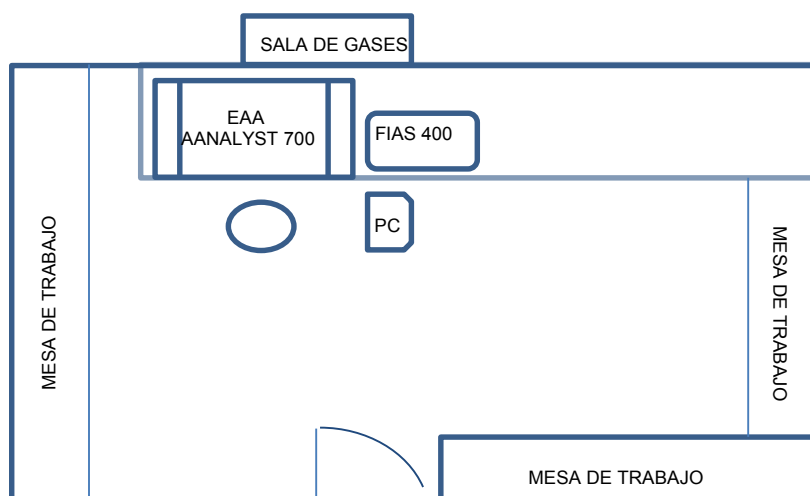 SALA DE GASES
EAA
AANALYST 700
FIAS 400
PC
MESA DE TRABAJO
MESA DE TRABAJO
MESA DE TRABAJO